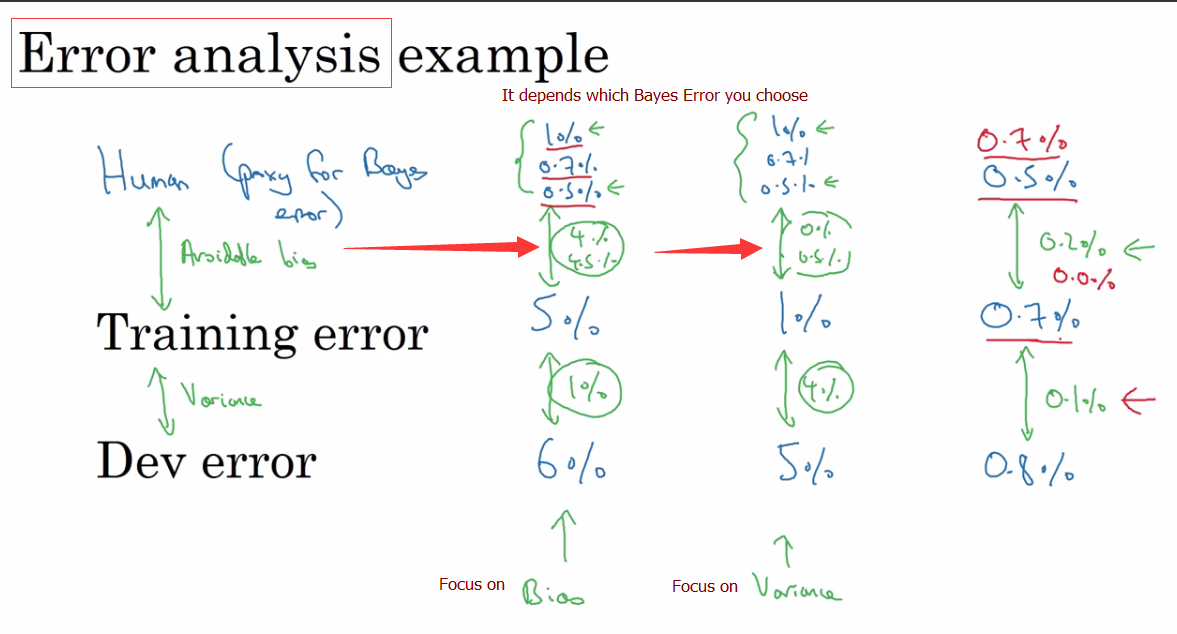 Error analysis example
It depends which Bayes Error you choose
Human (proxy for Bayes error)
1%
0.7%
0.5%
1%
0.7%
0.5%
0.7%
0.5%
Avoidable bias
4%
4.5%
0%
0.5%
0.2%
0.0%
Training error
5%
1%
0.7%
Variance
1%
4%
0.1%
Dev error
6%
5%
0.8%
Focus on Bias
Focus on Variance